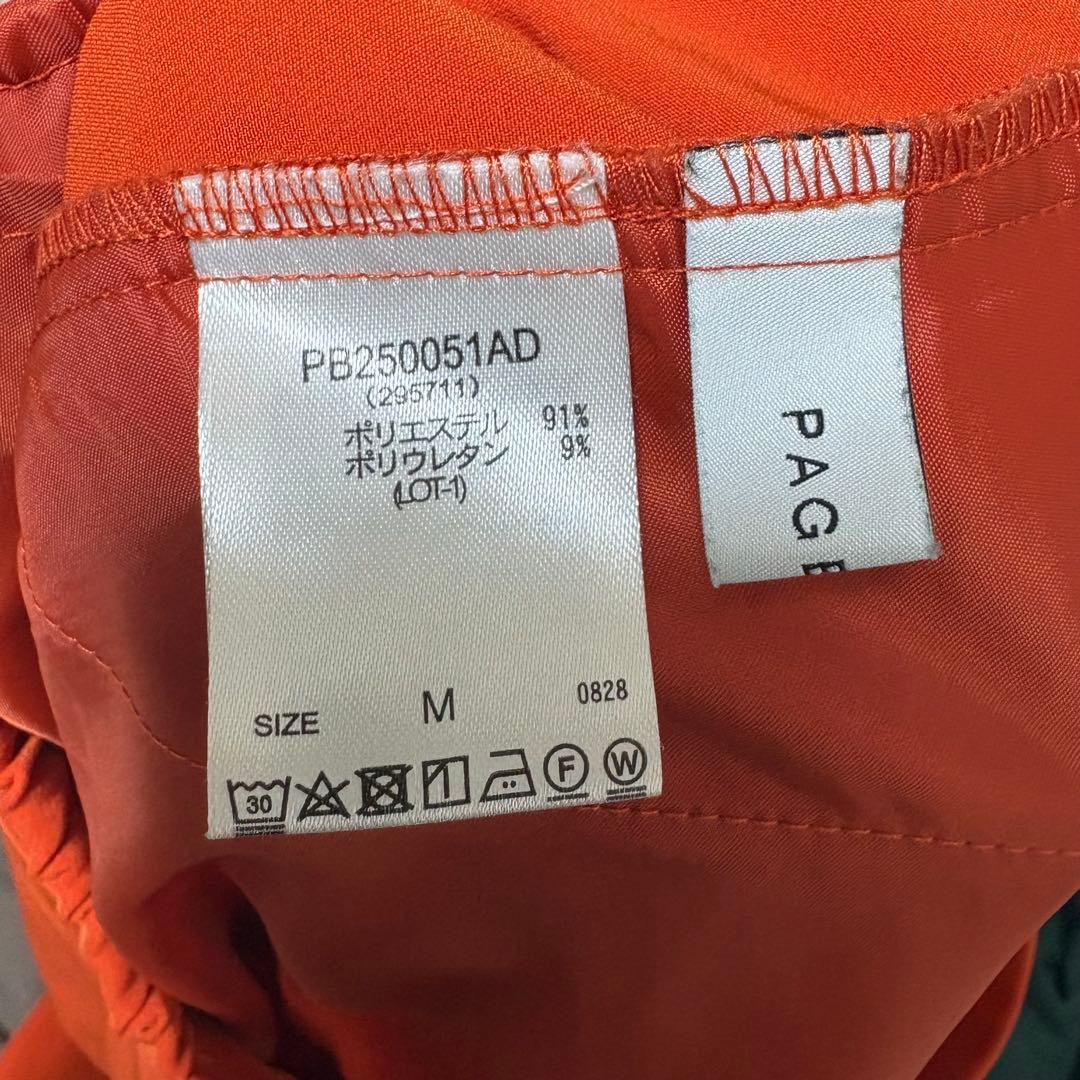 PB250051AD
(295711)
ポリエステル 91%
ポリウレタン 9%
(LOT-1)
SIZE M 0828
30 F W
PAGE